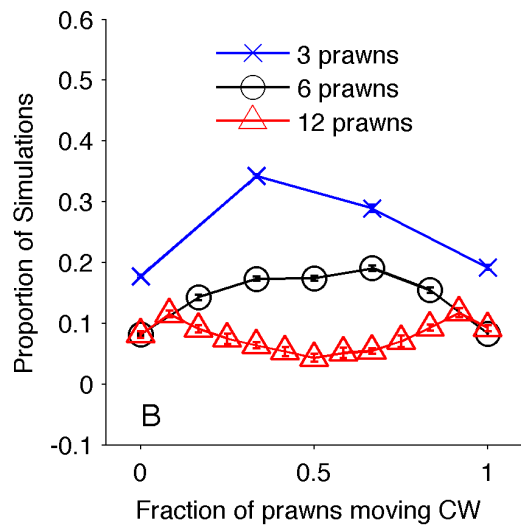 0.6
0.5
0.4
0.3
0.2
0.1
0
-0.1
Proportion of Simulations
3 prawns
6 prawns
12 prawns
B
0
0.5
1
Fraction of prawns moving CW